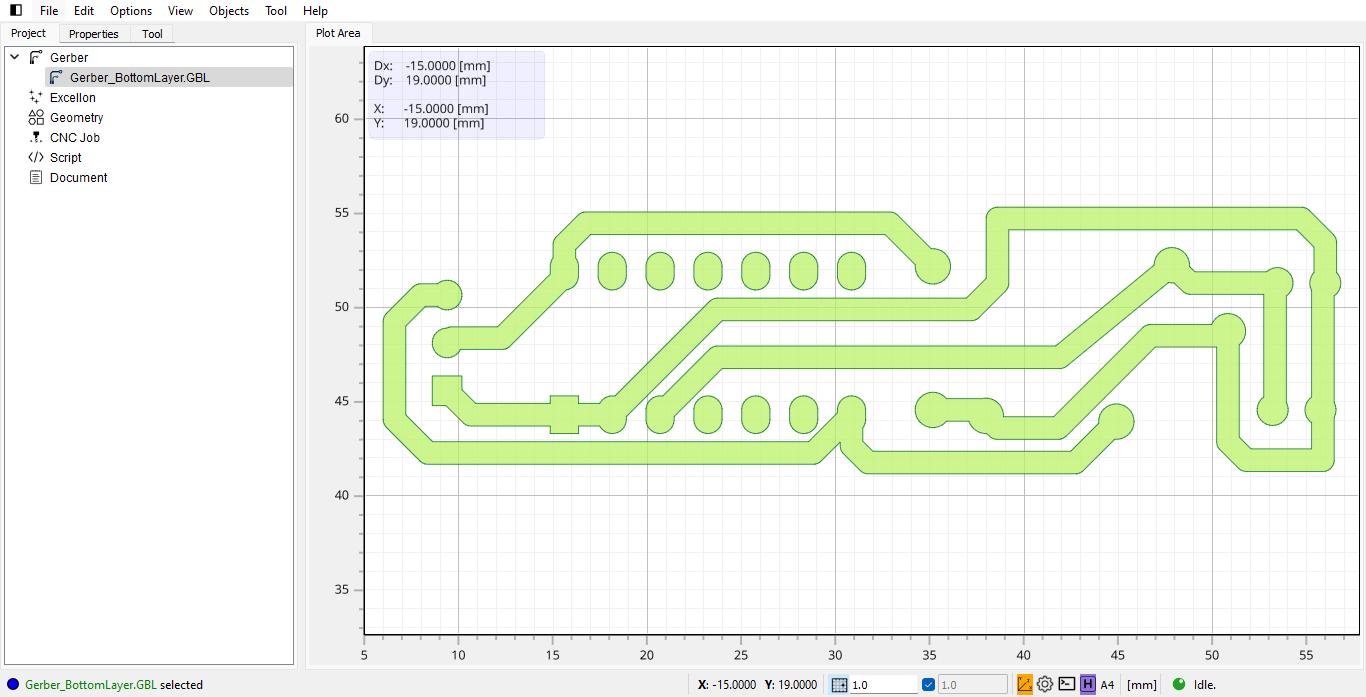 File Edit Options View Objects Tool Help
Project Properties Tool
Plot Area
Gerber
Gerber_BottomLayer.GBL
Excellon
Geometry
CNC Job
Script
Document
Dx: -15.0000 [mm]
Dy: 19.0000 [mm]
X: -15.0000 [mm]
Y: 19.0000 [mm]
60
55
50
45
40
35
5 10 15 20 25 30 35 40 45 50 55
Gerber_BottomLayer.GBL selected
X: -15.0000 Y: 19.0000 1.0 1.0 H A4 [mm] Idle.